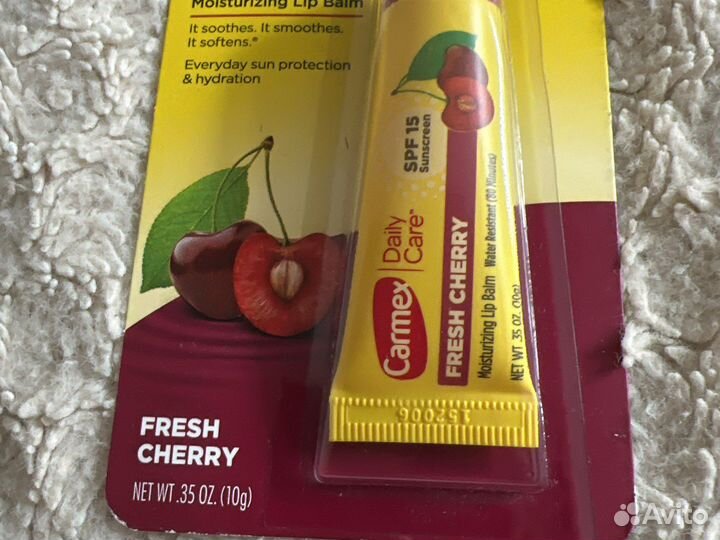 Moisturizing Lip Balm
It soothes. It smoothes.
It softens.®
Everyday sun protection
& hydration
FRESH
CHERRY
NET WT .35 OZ. (10g)
Carmex
Daily
Care™
SPF 15
Sunscreen
FRESH CHERRY
Moisturizing Lip Balm Water Resistant (80 Minutes)
NET WT .35 OZ. (10g)
152006
Avito